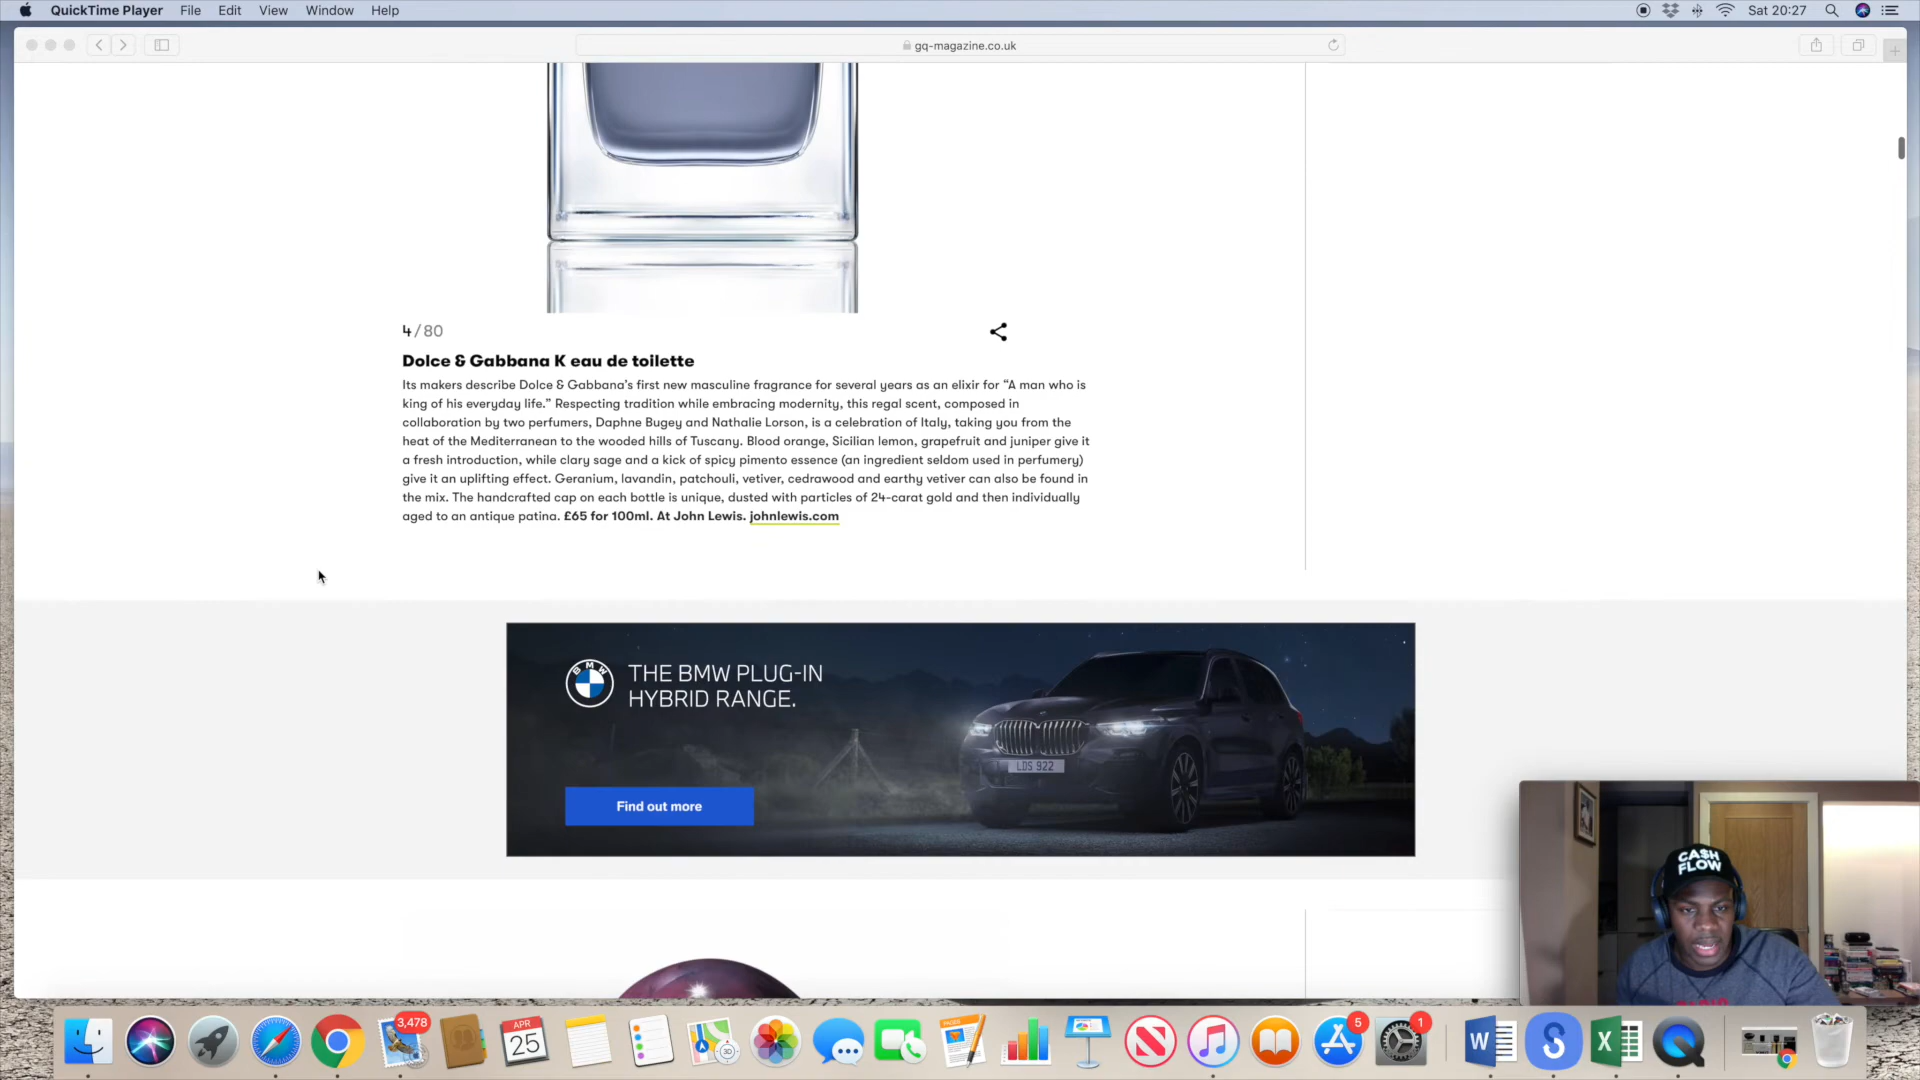 QuickTime Player File Edit View Window Help Sat 20:27
gq-magazine.co.uk
4/80
Dolce & Gabbana K eau de toilette
Its makers describe Dolce & Gabbana's first new masculine fragrance for several years as an elixir for “A man who is
king of his everyday life.” Respecting tradition while embracing modernity, this regal scent, composed in
collaboration by two perfumers, Daphne Bugey and Nathalie Lorson, is a celebration of Italy, taking you from the
heat of the Mediterranean to the wooded hills of Tuscany. Blood orange, Sicilian lemon, grapefruit and juniper give it
a fresh introduction, while clary sage and a kick of spicy pimento essence (an ingredient seldom used in perfumery)
give it an uplifting effect. Geranium, lavandin, patchouli, vetiver, cedrawood and earthy vetiver can also be found in
the mix. The handcrafted cap on each bottle is unique, dusted with particles of 24-carat gold and then individually
aged to an antique patina. £65 for 100ml. At John Lewis. johnlewis.com
BMW
THE BMW PLUG-IN
HYBRID RANGE.
LDS 922
Find out more
CA$H
FLOW
3,478
APR
25
3D
5
1
W
S
X